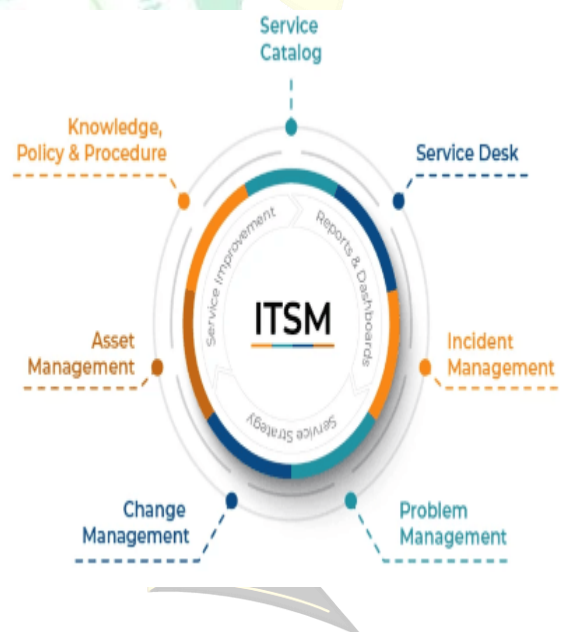 Service
Catalog
Knowledge,
Policy & Procedure
Service Desk
Service Improvement
Reports & Dashboards
ITSM
Asset
Management
Incident
Management
Service Strategy
Change
Management
Problem
Management